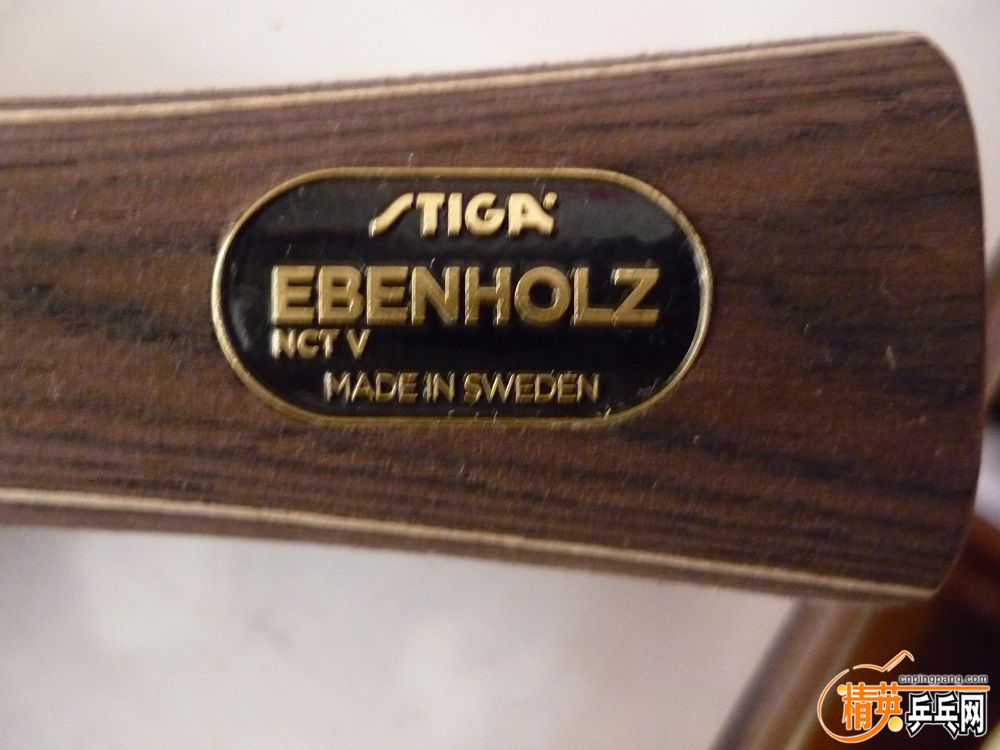 STIGA
EBENHOLZ
NCT V
MADE IN SWEDEN
cnpingpang.com
精英乒乓网